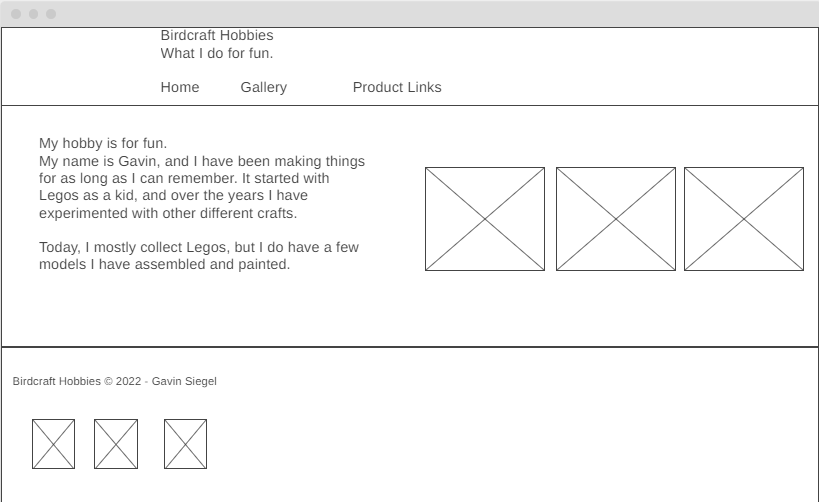 Birdcraft Hobbies
What I do for fun.
Home Gallery Product Links
My hobby is for fun.
My name is Gavin, and I have been making things
for as long as I can remember. It started with
Legos as a kid, and over the years I have
experimented with other different crafts.
Today, I mostly collect Legos, but I do have a few
models I have assembled and painted.
Birdcraft Hobbies © 2022 - Gavin Siegel